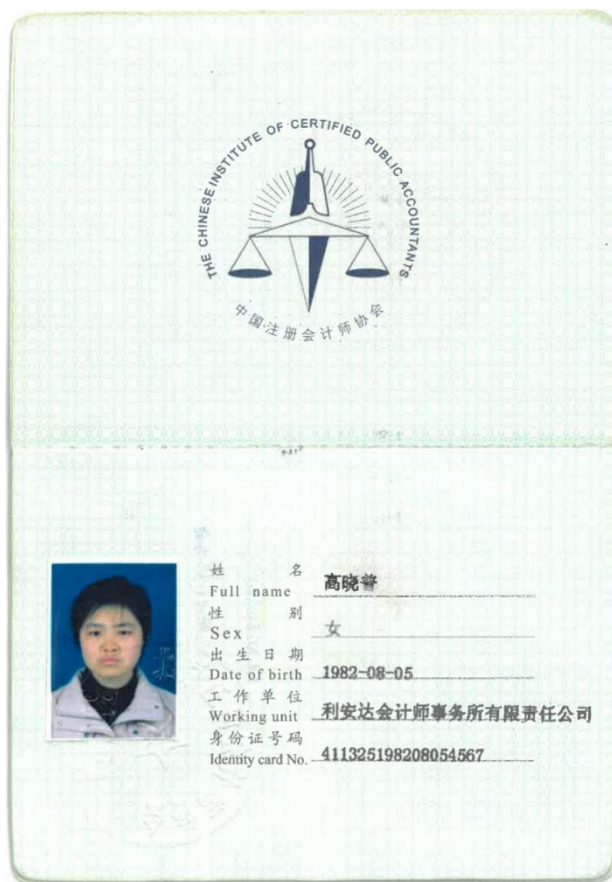 THE CHINESE INSTITUTE OF CERTIFIED PUBLIC ACCOUNTANTS
中国注册会计师协会
姓名 高晓普
Full name
性别 女
Sex
出生日期
Date of birth 1982-08-05
工作单位 利安达会计师事务所有限责任公司
Working unit
身份证号码
Identity card No. 411325198208054567